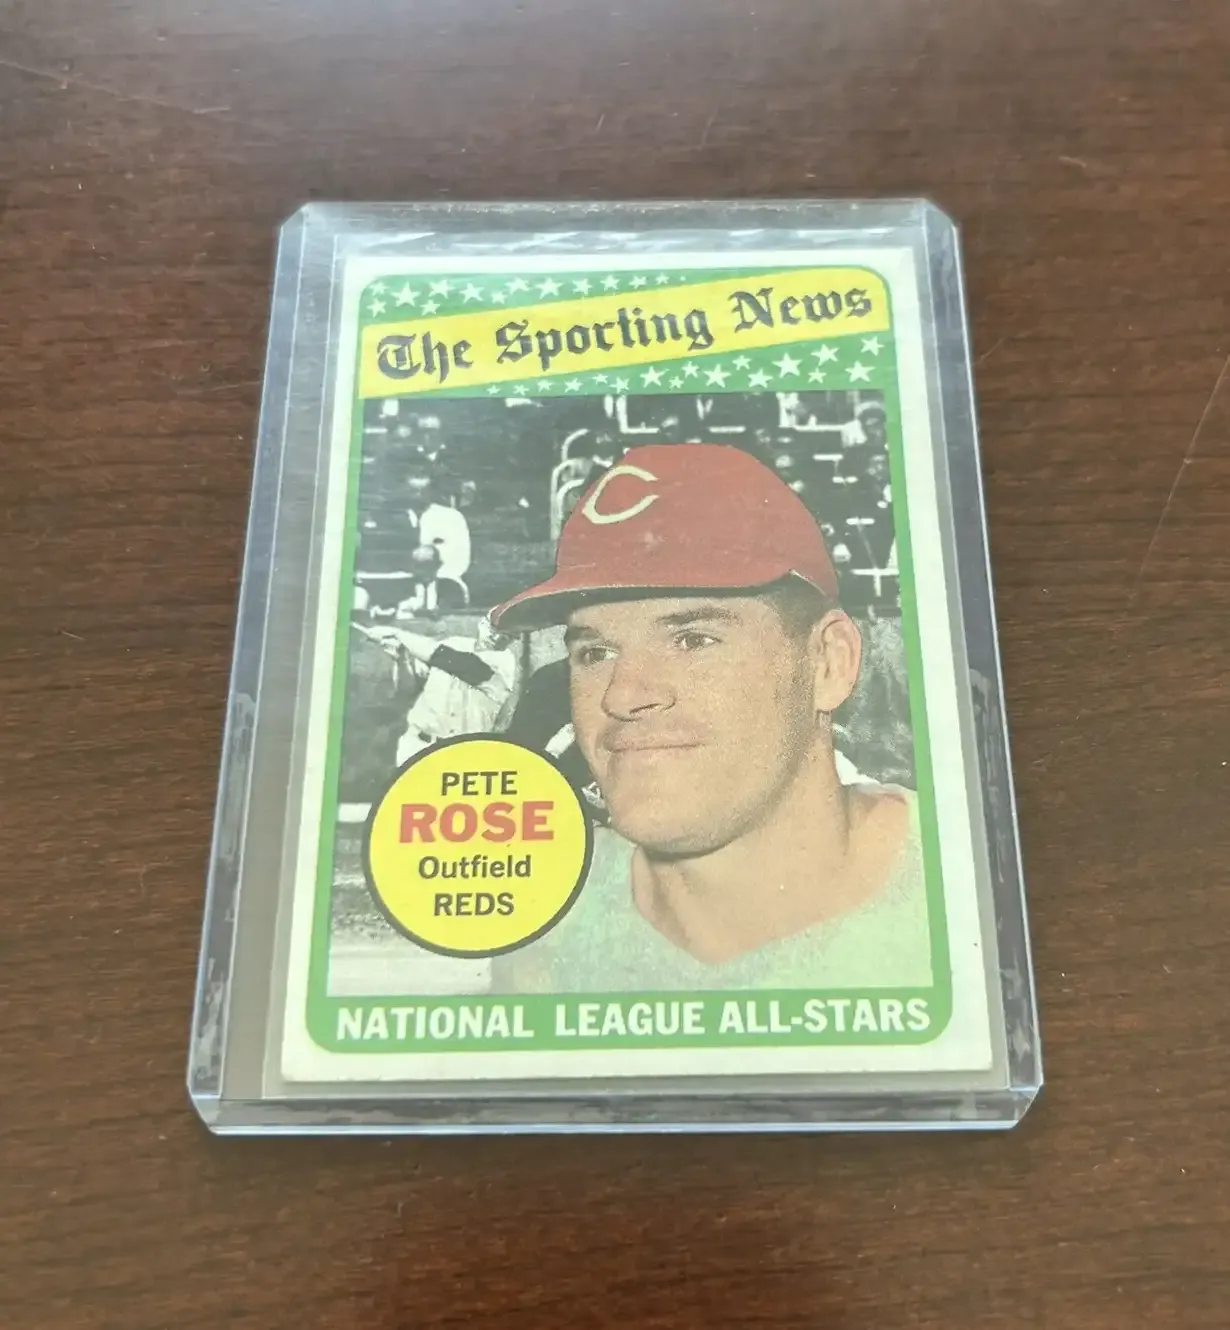 The Sporting News
C
PETE
ROSE
Outfield
REDS
NATIONAL LEAGUE ALL-STARS